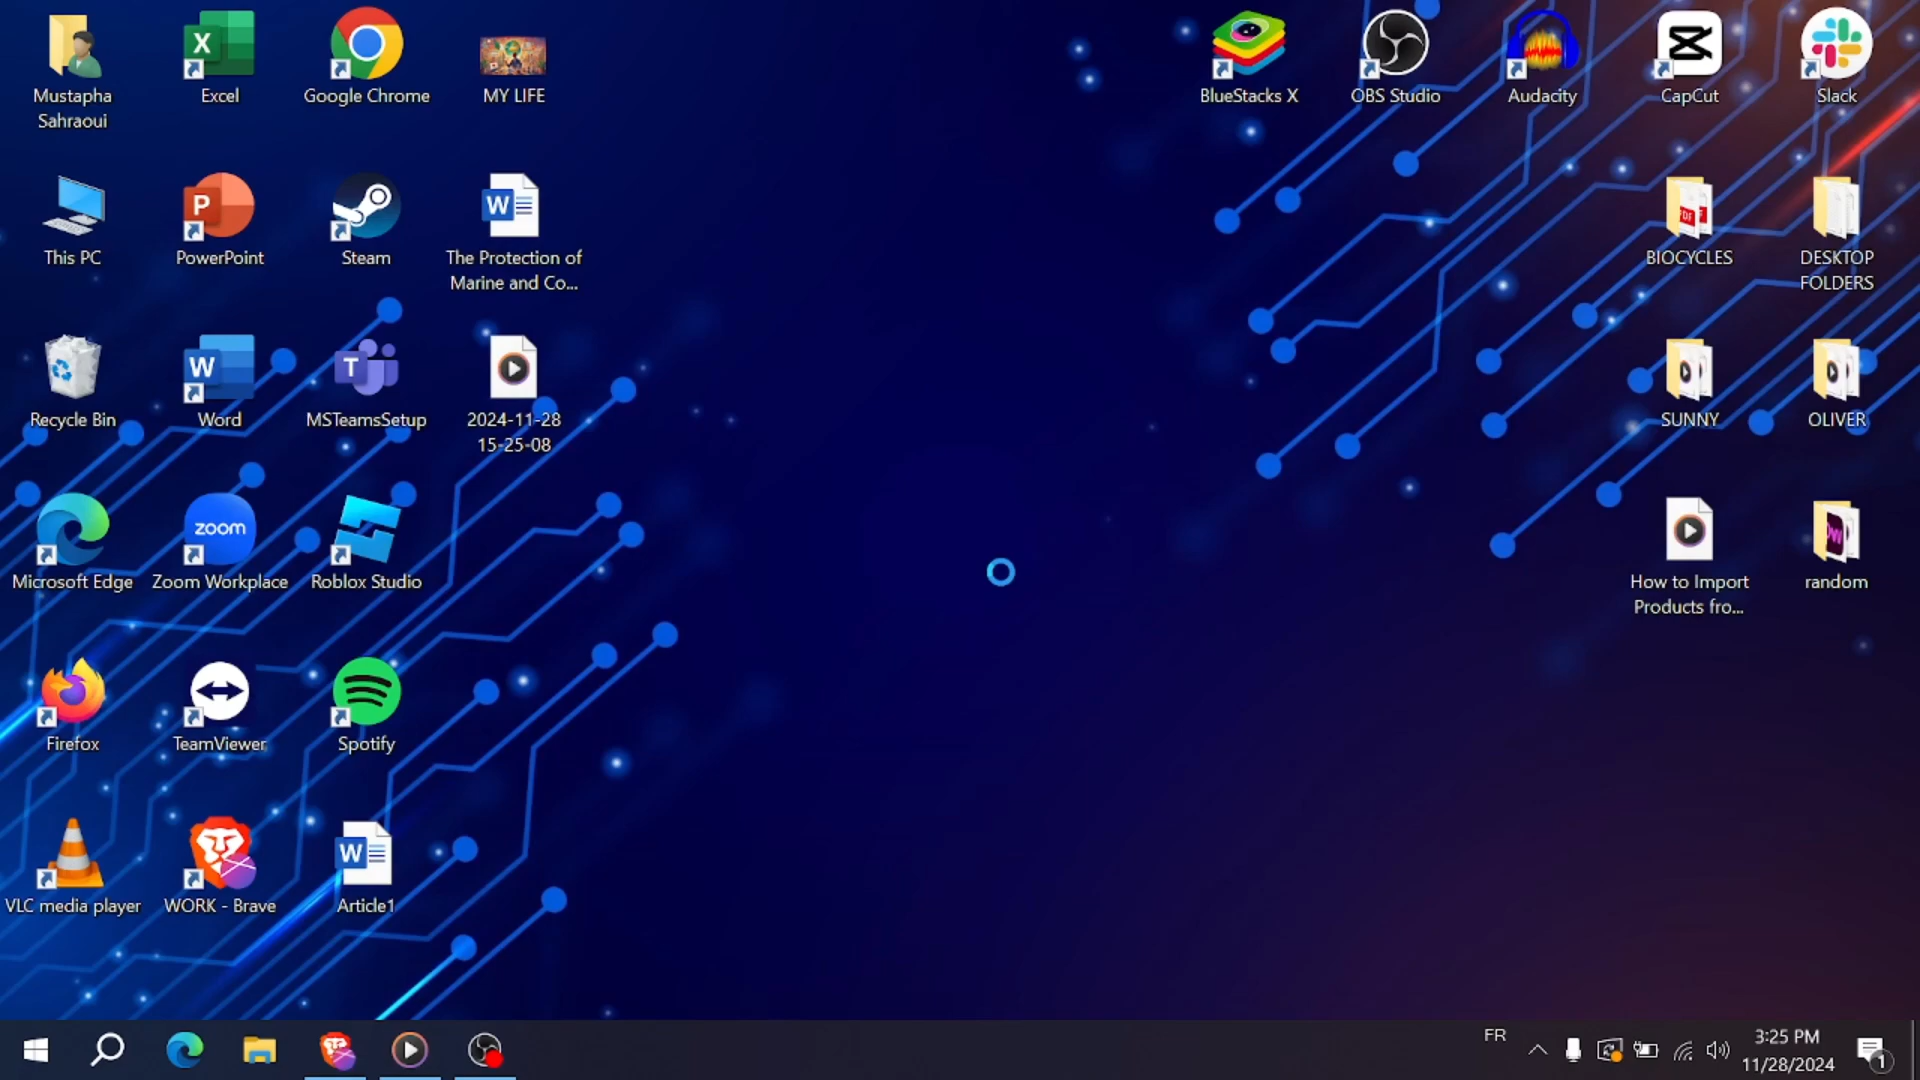 Mustapha
Sahraoui
Excel
Google Chrome
MY LIFE
BlueStacks X
OBS Studio
Audacity
CapCut
Slack
This PC
PowerPoint
Steam
The Protection of
Marine and Co...
BIOCYCLES
DESKTOP
FOLDERS
Recycle Bin
Word
MSTeamsSetup
2024-11-28
15-25-08
SUNNY
OLIVER
zoom
Microsoft Edge
Zoom Workplace
Roblox Studio
How to Import
Products fro...
random
Firefox
TeamViewer
Spotify
VLC media player
WORK - Brave
Article1
FR
3:25 PM
11/28/2024
1